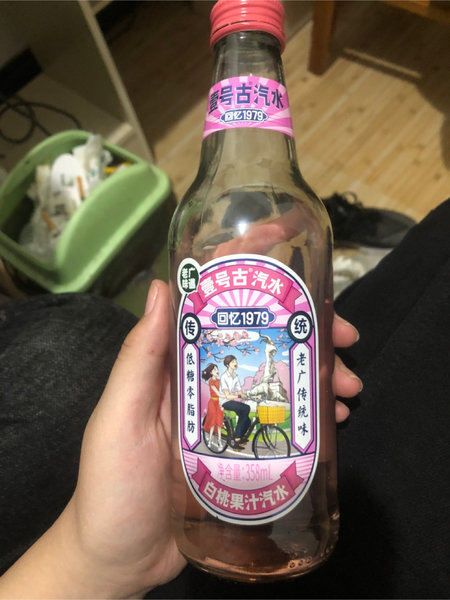 壹号古汽水
回忆1979
老广味道
壹号古汽水
回忆1979
传统
低糖零脂肪
老广传统味
净含量:358mL
白桃果汁汽水